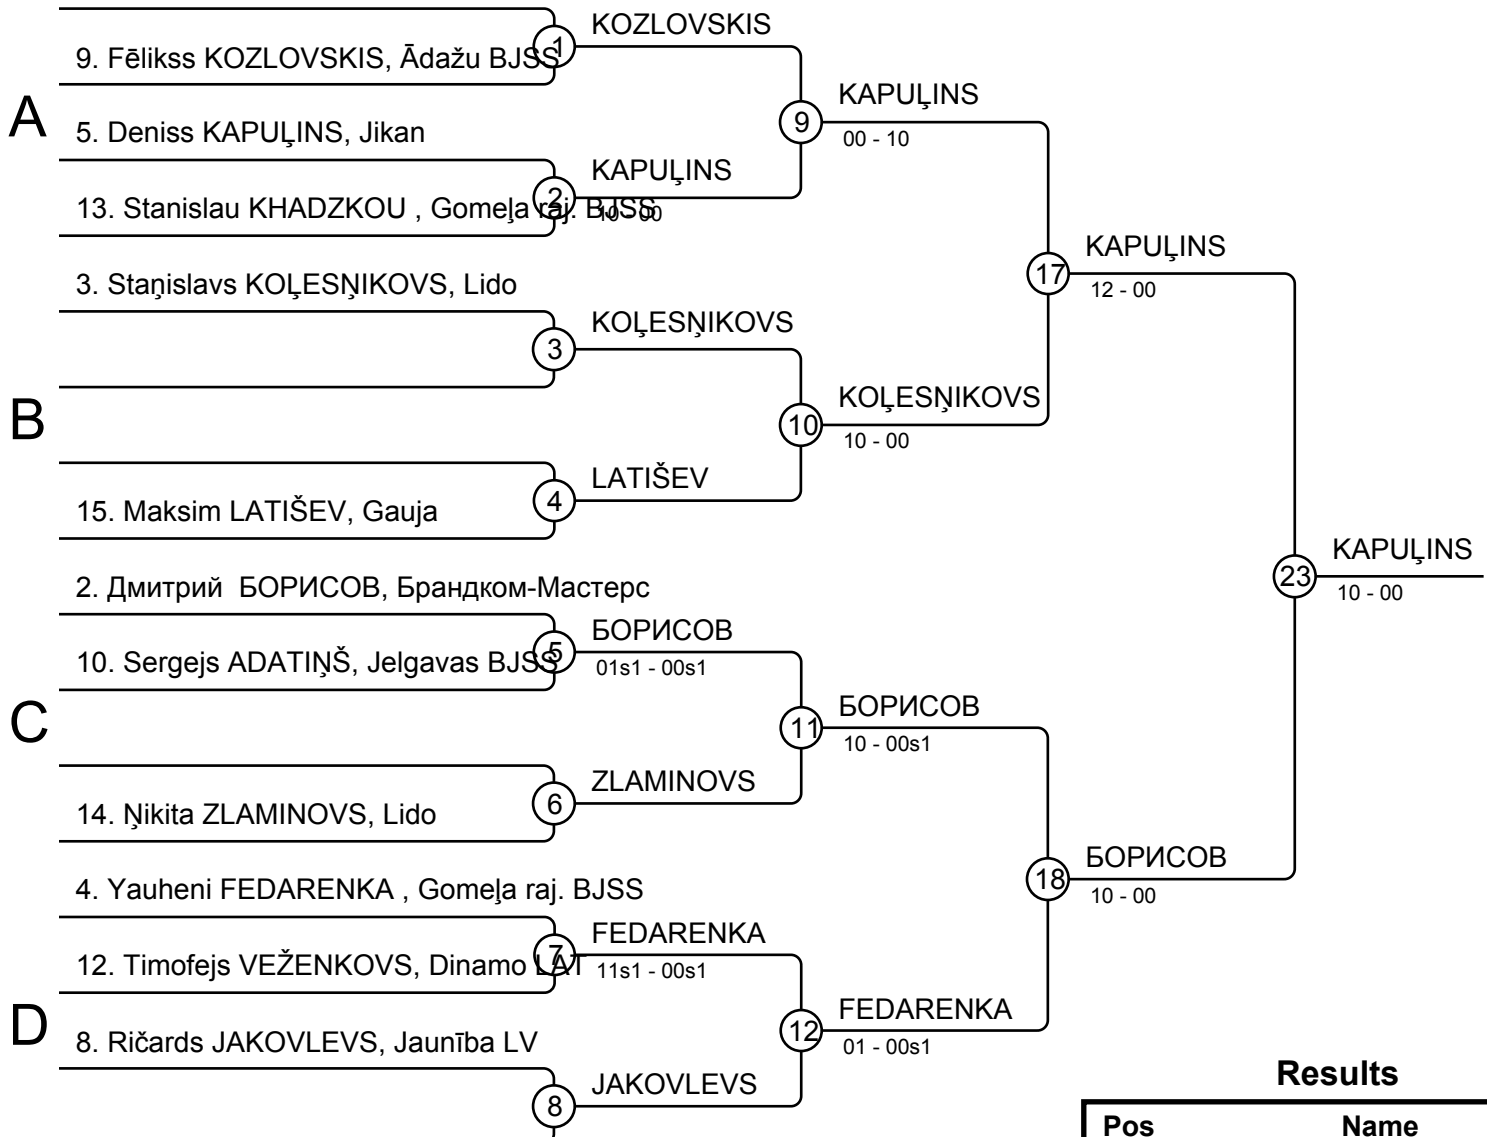 KOZLOVSKIS
1
9. Fēlikss KOZLOVSKIS, Ādažu BJSS
KAPUĻINS
9
00 - 10
A
5. Deniss KAPUĻINS, Jikan
KAPUĻINS
2
10 - 00
13. Stanislau KHADZKOU , Gomeļa raj. BJSS
KAPUĻINS
17
12 - 00
3. Staņislavs KOĻESŅIKOVS, Lido
KOĻESŅIKOVS
3
KOĻESŅIKOVS
B
10
10 - 00
LATIŠEV
4
15. Maksim LATIŠEV, Gauja
KAPUĻINS
23
10 - 00
2. Дмитрий  БОРИСОВ, Брандком-Мастерс
БОРИСОВ
5
01s1 - 00s1
10. Sergejs ADATIŅŠ, Jelgavas BJSS
БОРИСОВ
C
11
10 - 00s1
ZLAMINOVS
6
14. Ņikita ZLAMINOVS, Lido
БОРИСОВ
18
10 - 00
4. Yauheni FEDARENKA , Gomeļa raj. BJSS
FEDARENKA
7
11s1 - 00s1
12. Timofejs VEŽENKOVS, Dinamo LAT
FEDARENKA
D
12
01 - 00s1
8. Ričards JAKOVLEVS, Jaunība LV
JAKOVLEVS
8
Results
Pos Name